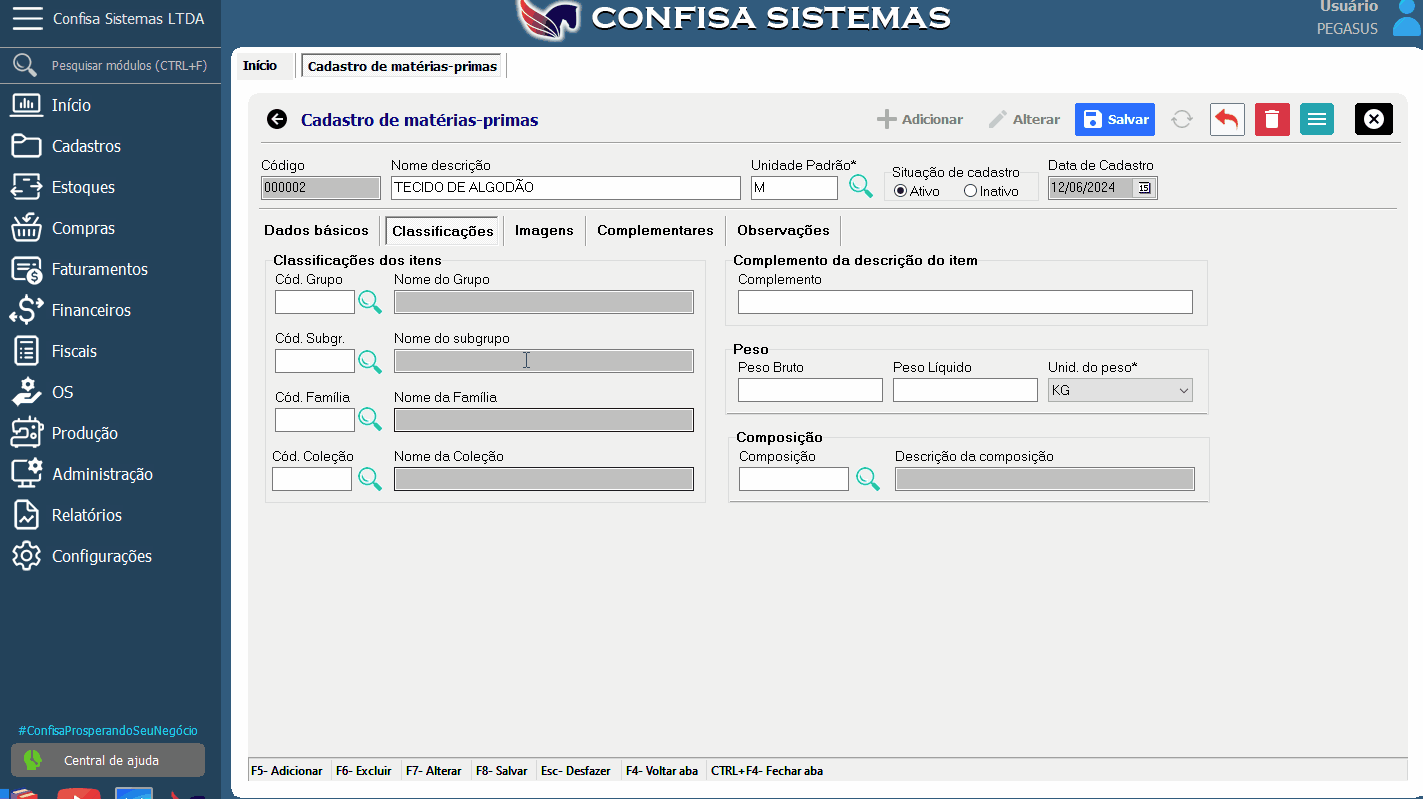 Confisa Sistemas LTDA
CONFISA SISTEMAS
Usuário
PEGASUS
Pesquisar módulos (CTRL+F)
Início
Cadastros
Estoques
Compras
Faturamentos
Financeiros
Fiscais
OS
Produção
Administração
Relatórios
Configurações
#ConfisaProsperandoSeuNegócio
Central de ajuda
Início Cadastro de matérias-primas
Cadastro de matérias-primas Adicionar Alterar Salvar
Código Nome descrição Unidade Padrão* Situação de cadastro Data de Cadastro
000002 TECIDO DE ALGODÃO M Ativo Inativo 12/06/2024 15
Dados básicos Classificações Imagens Complementares Observações
Classificações dos itens
Cód. Grupo Nome do Grupo
Cód. Subgr. Nome do subgrupo
Cód. Família Nome da Família
Cód. Coleção Nome da Coleção
Complemento da descrição do item
Complemento
Peso
Peso Bruto Peso Líquido Unid. do peso*
KG
Composição
Composição Descrição da composição
F5- Adicionar F6- Excluir F7- Alterar F8- Salvar Esc- Desfazer F4- Voltar aba CTRL+F4- Fechar aba